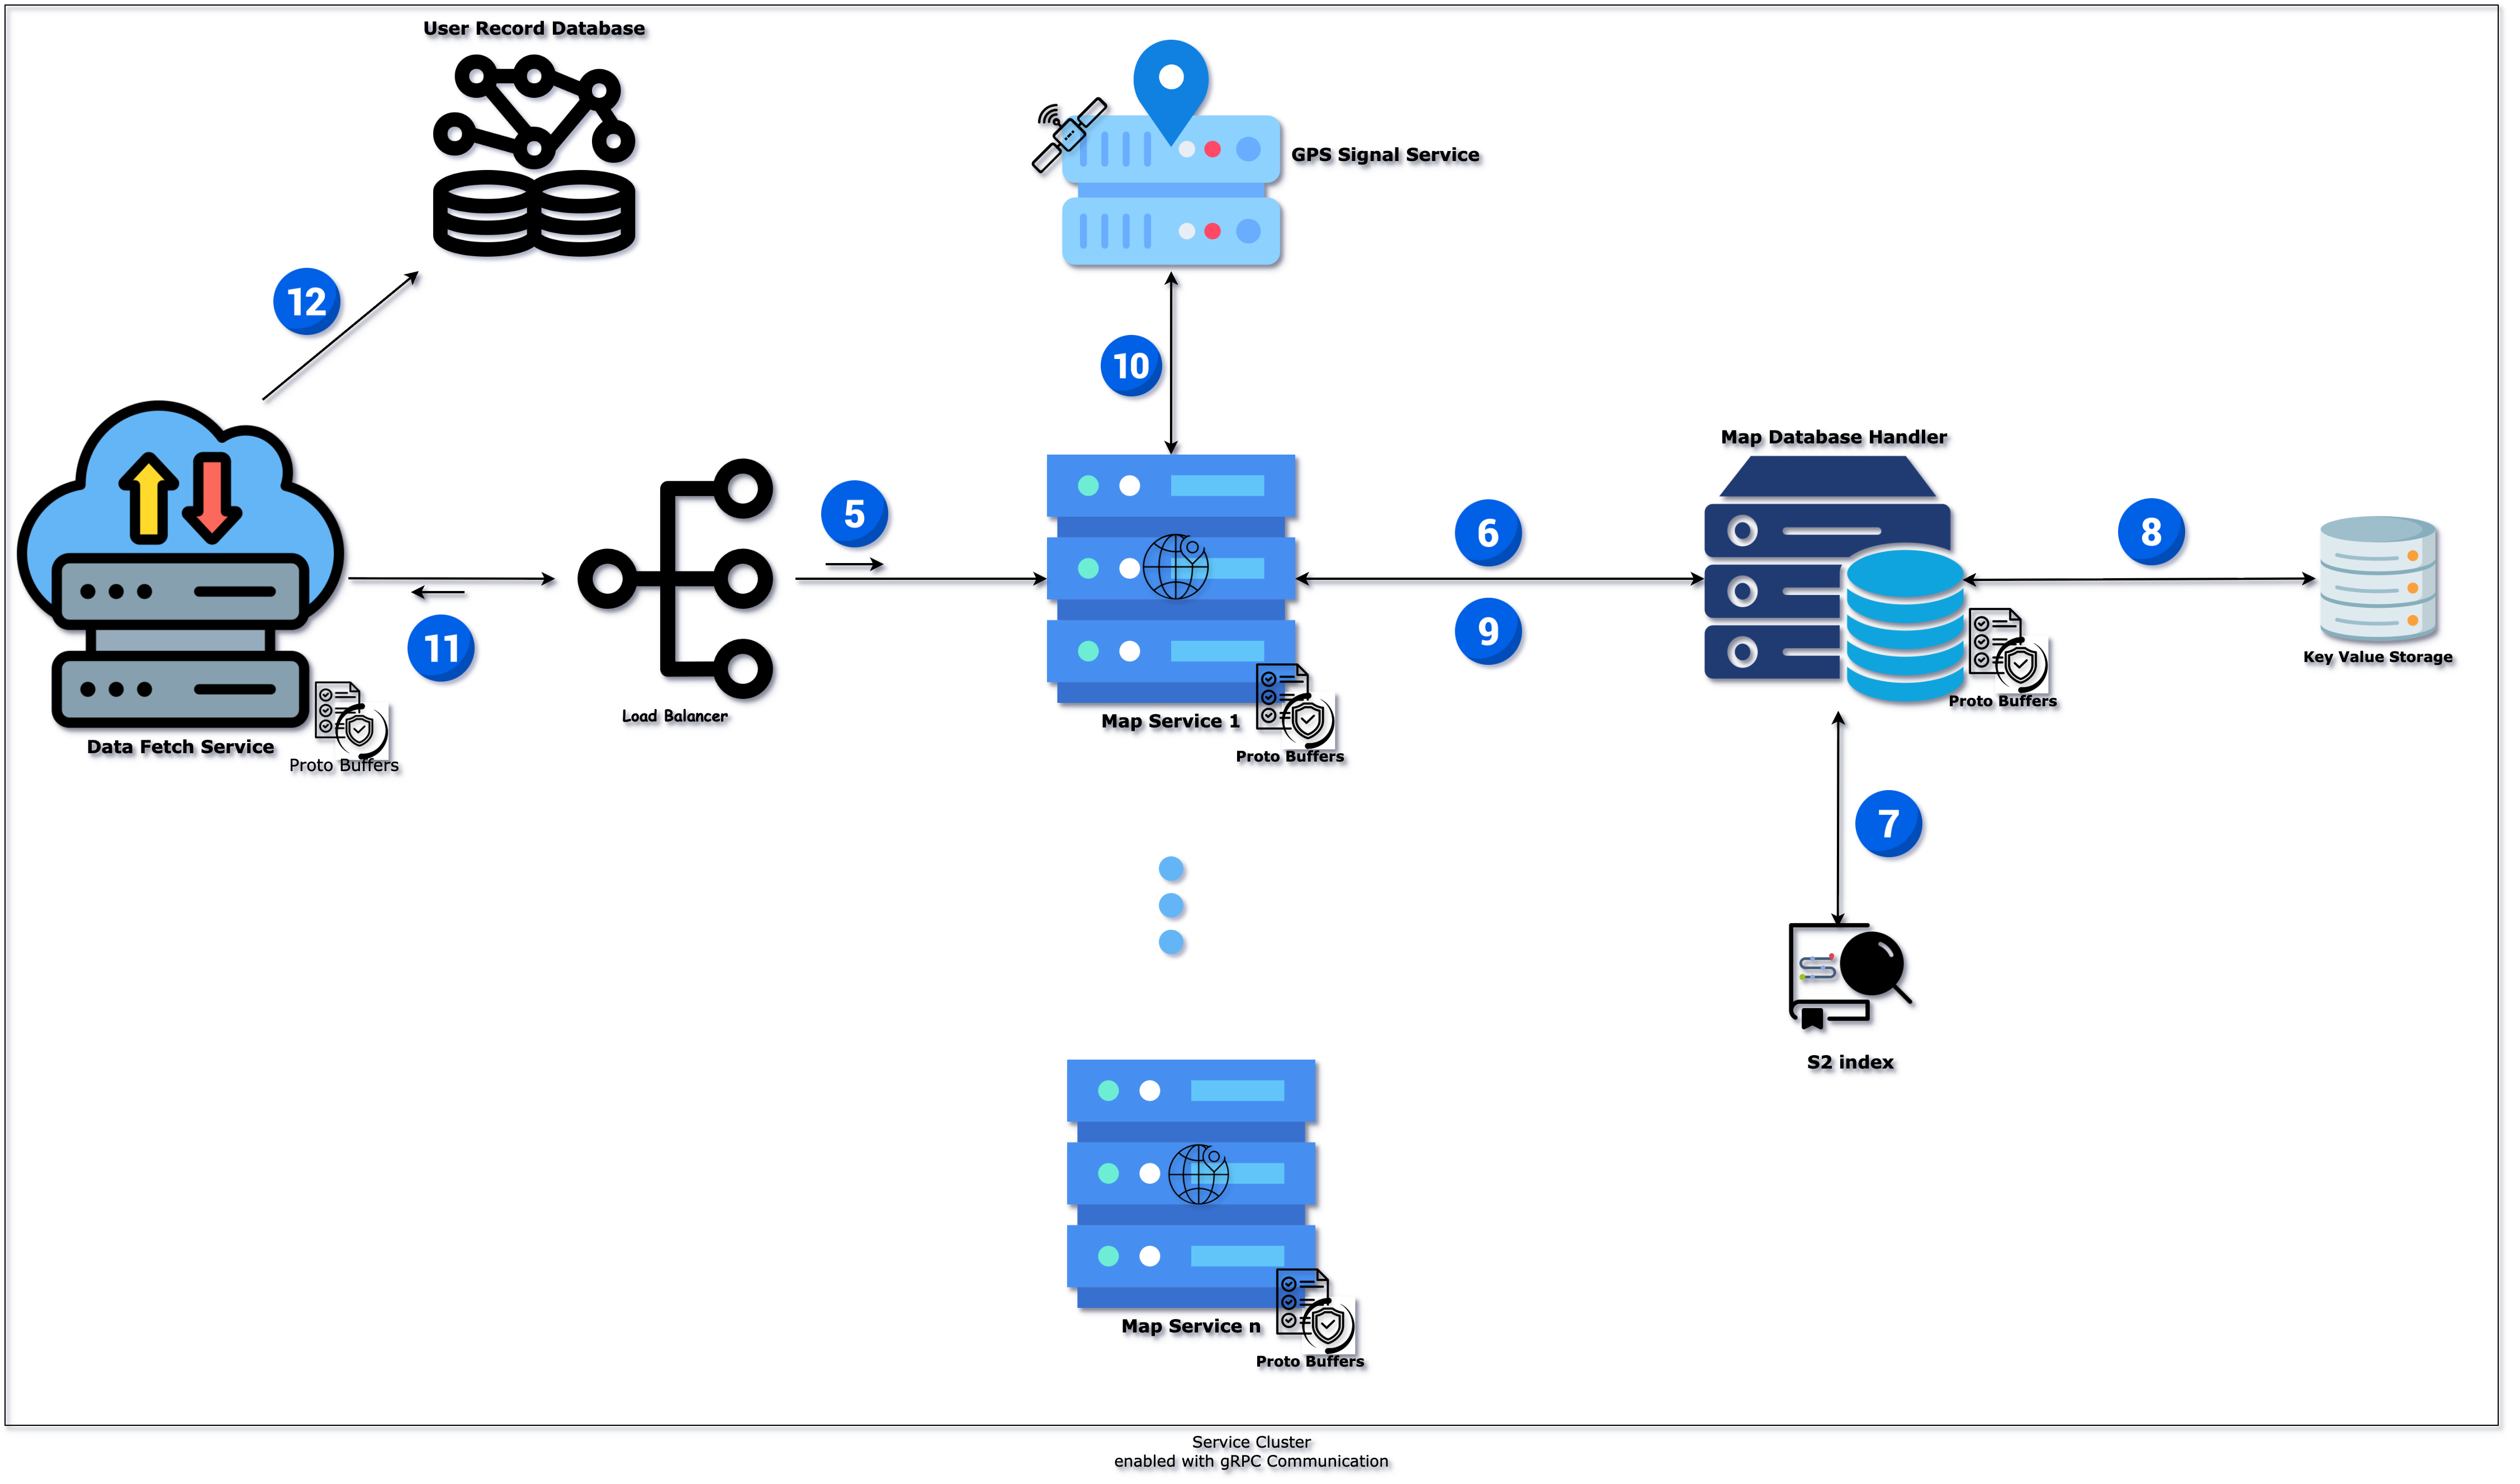 User Record Database
GPS Signal Service
12
10
Map Database Handler
5
6
8
11
9
Key Value Storage
Proto Buffers
Load Balancer
Map Service 1
Data Fetch Service
Proto Buffers
Proto Buffers
7
S2 index
Map Service n
Proto Buffers
Service Cluster
enabled with gRPC Communication